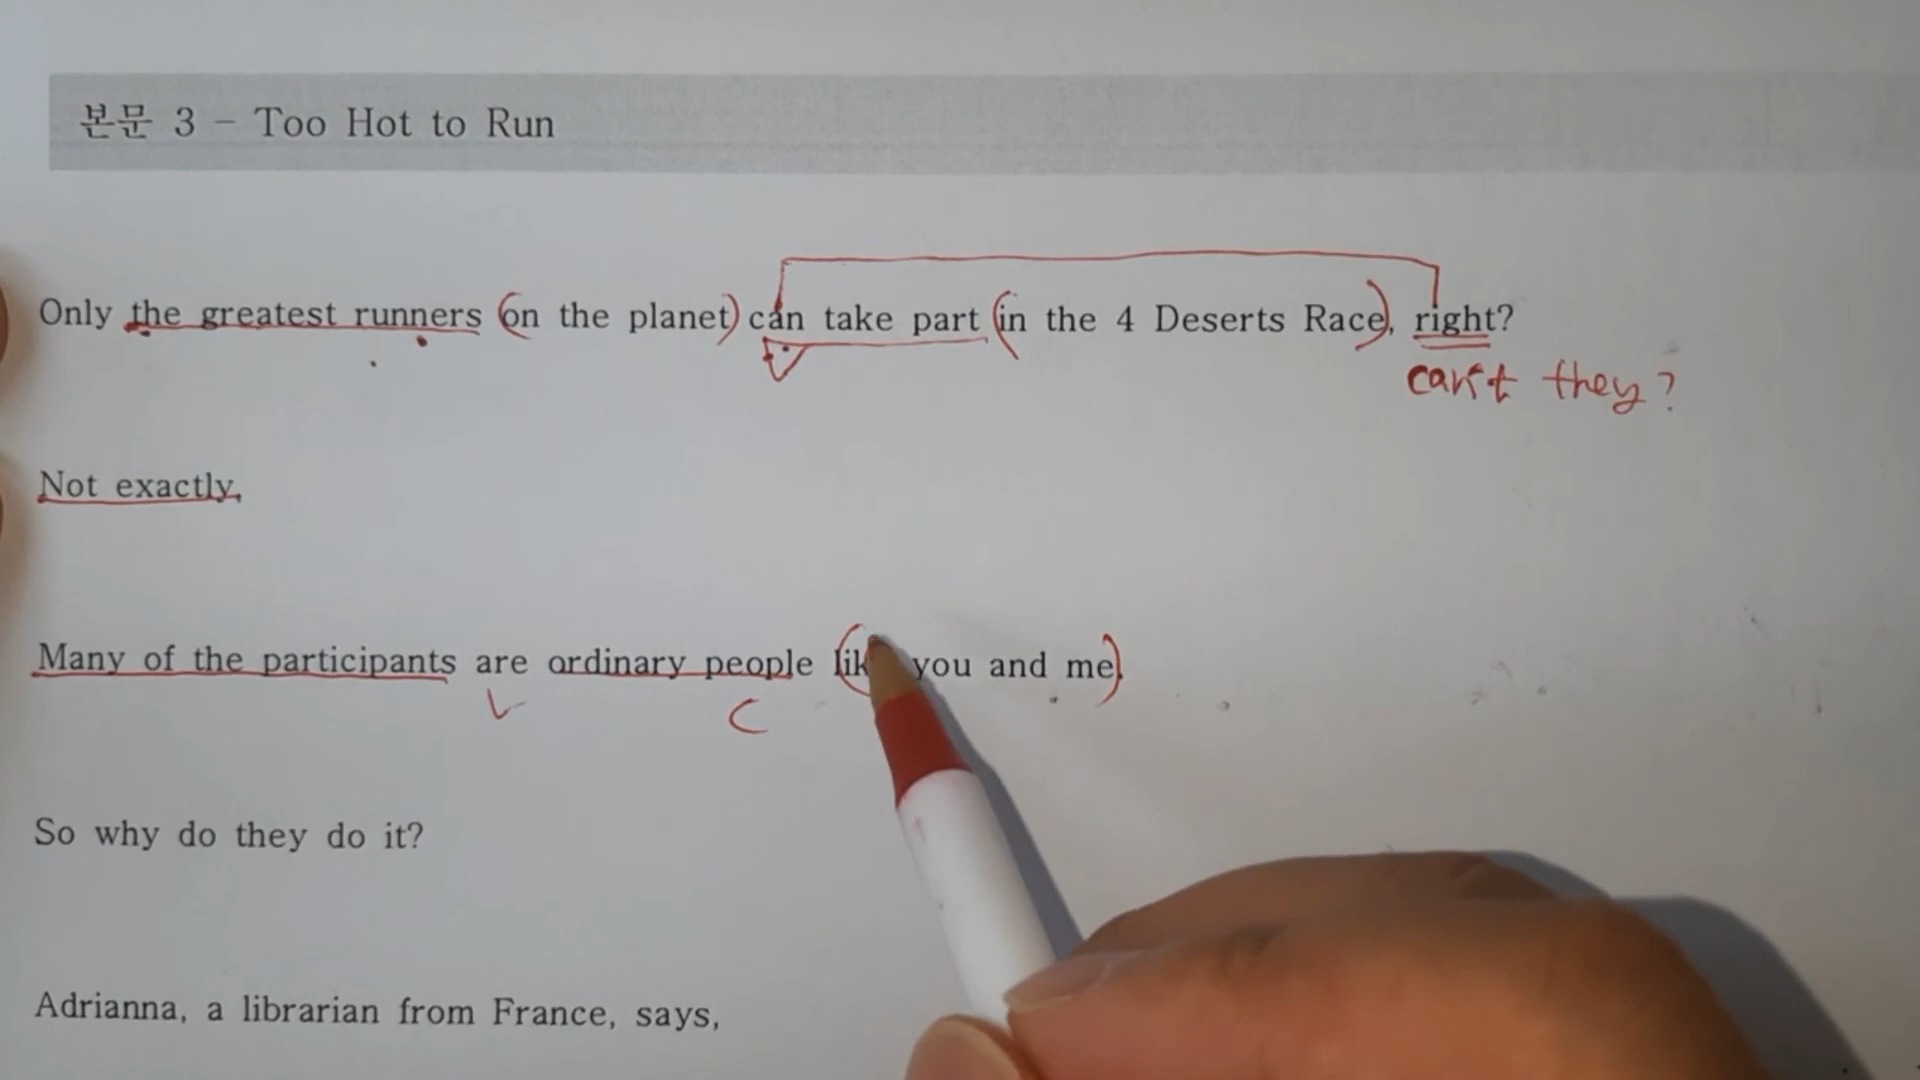 본문 3 - Too Hot to Run
Only the greatest runners (on the planet) can take part (in the 4 Deserts Race), right?
V
can't they?
Not exactly.
Many of the participants are ordinary people (lik you and me).
V C
So why do they do it?
Adrianna, a librarian from France, says,